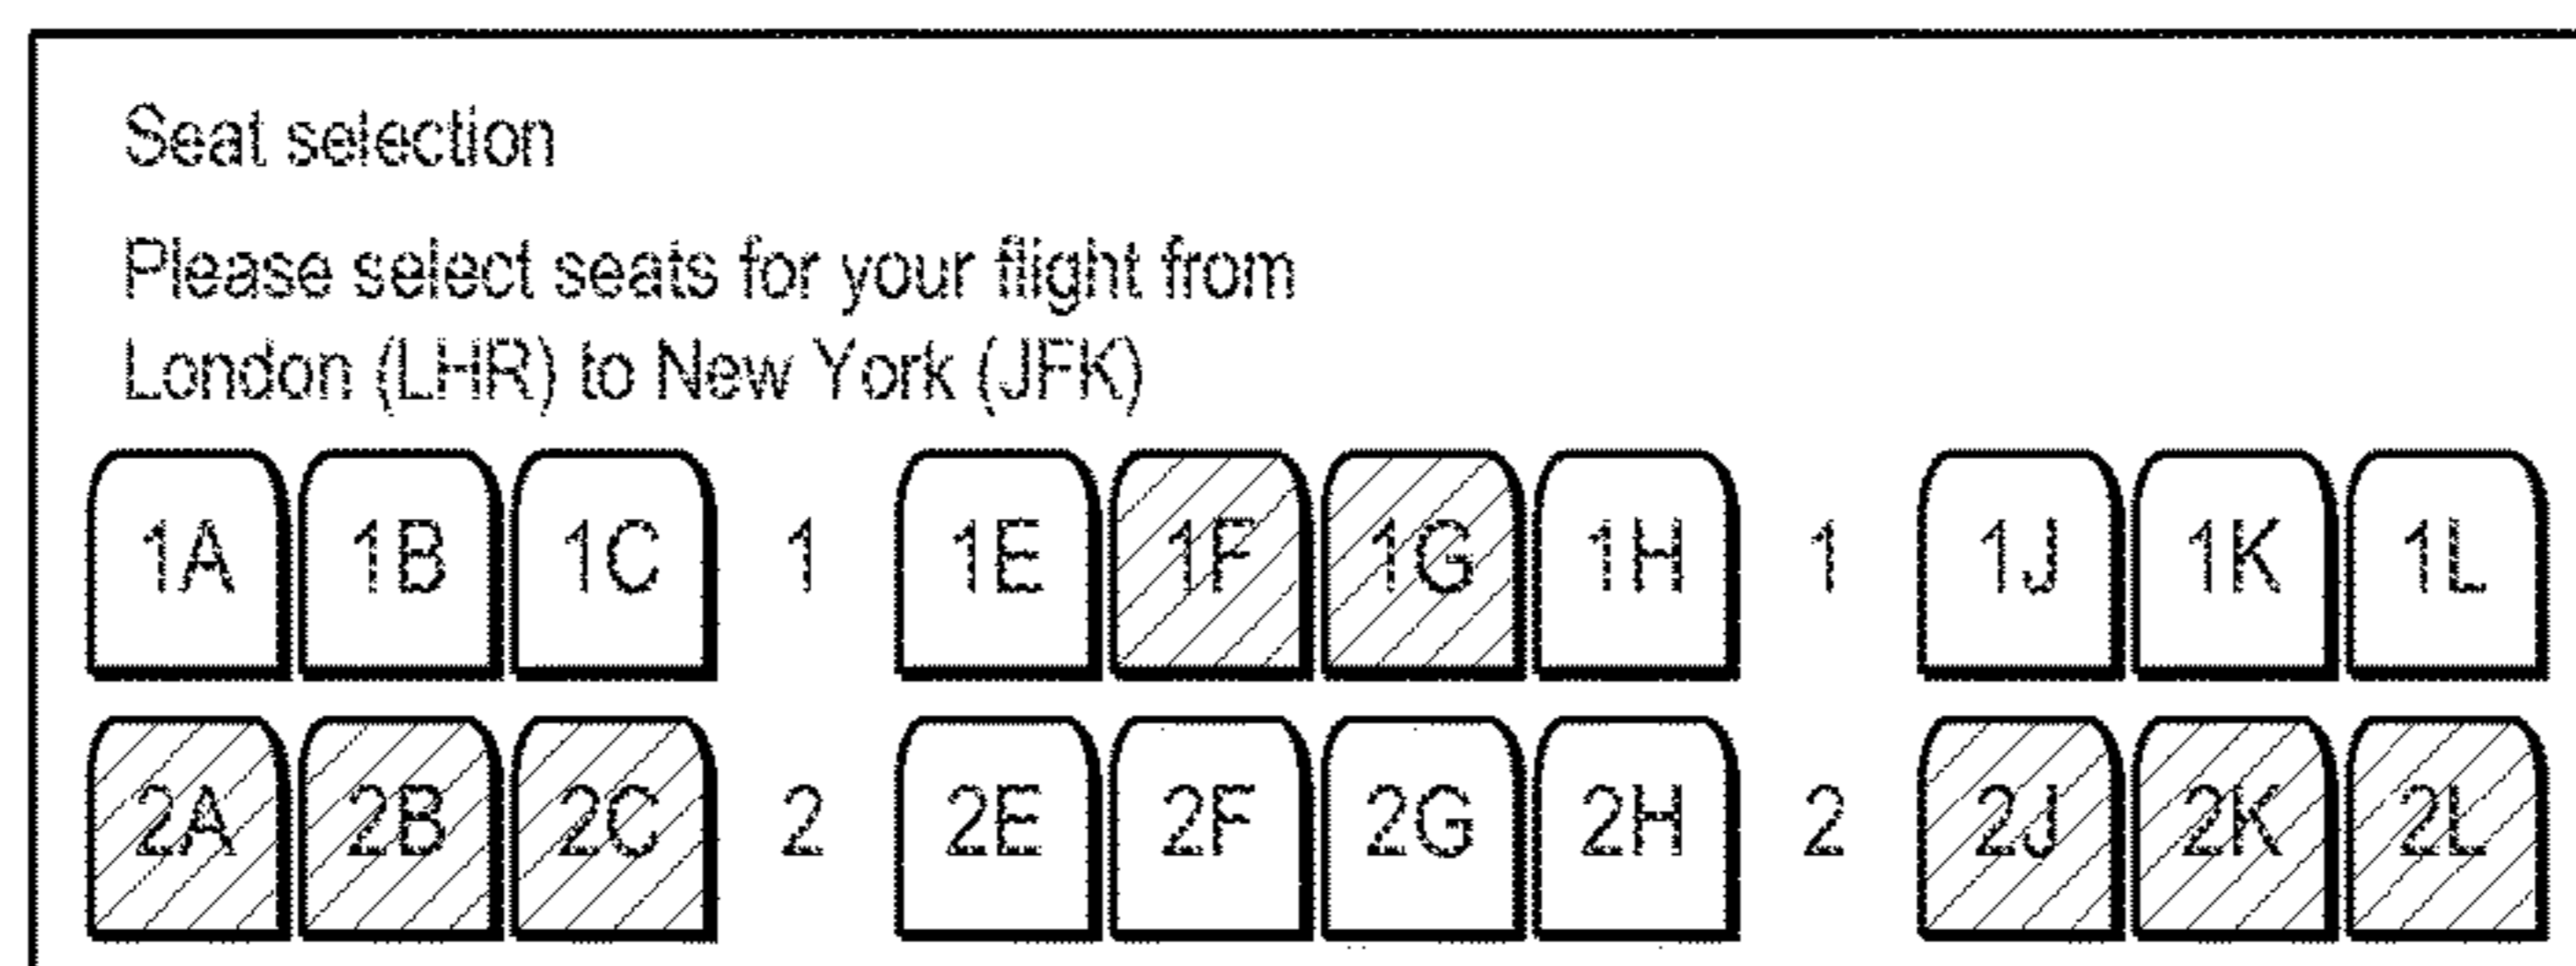 Seat selection
Please select seats for your flight from
London (LHR) to New York (JFK)
1A 1B 1C 1 1E 1F 1G 1H 1 1J 1K 1L
2A 2B 2C 2 2E 2F 2G 2H 2 2J 2K 2L